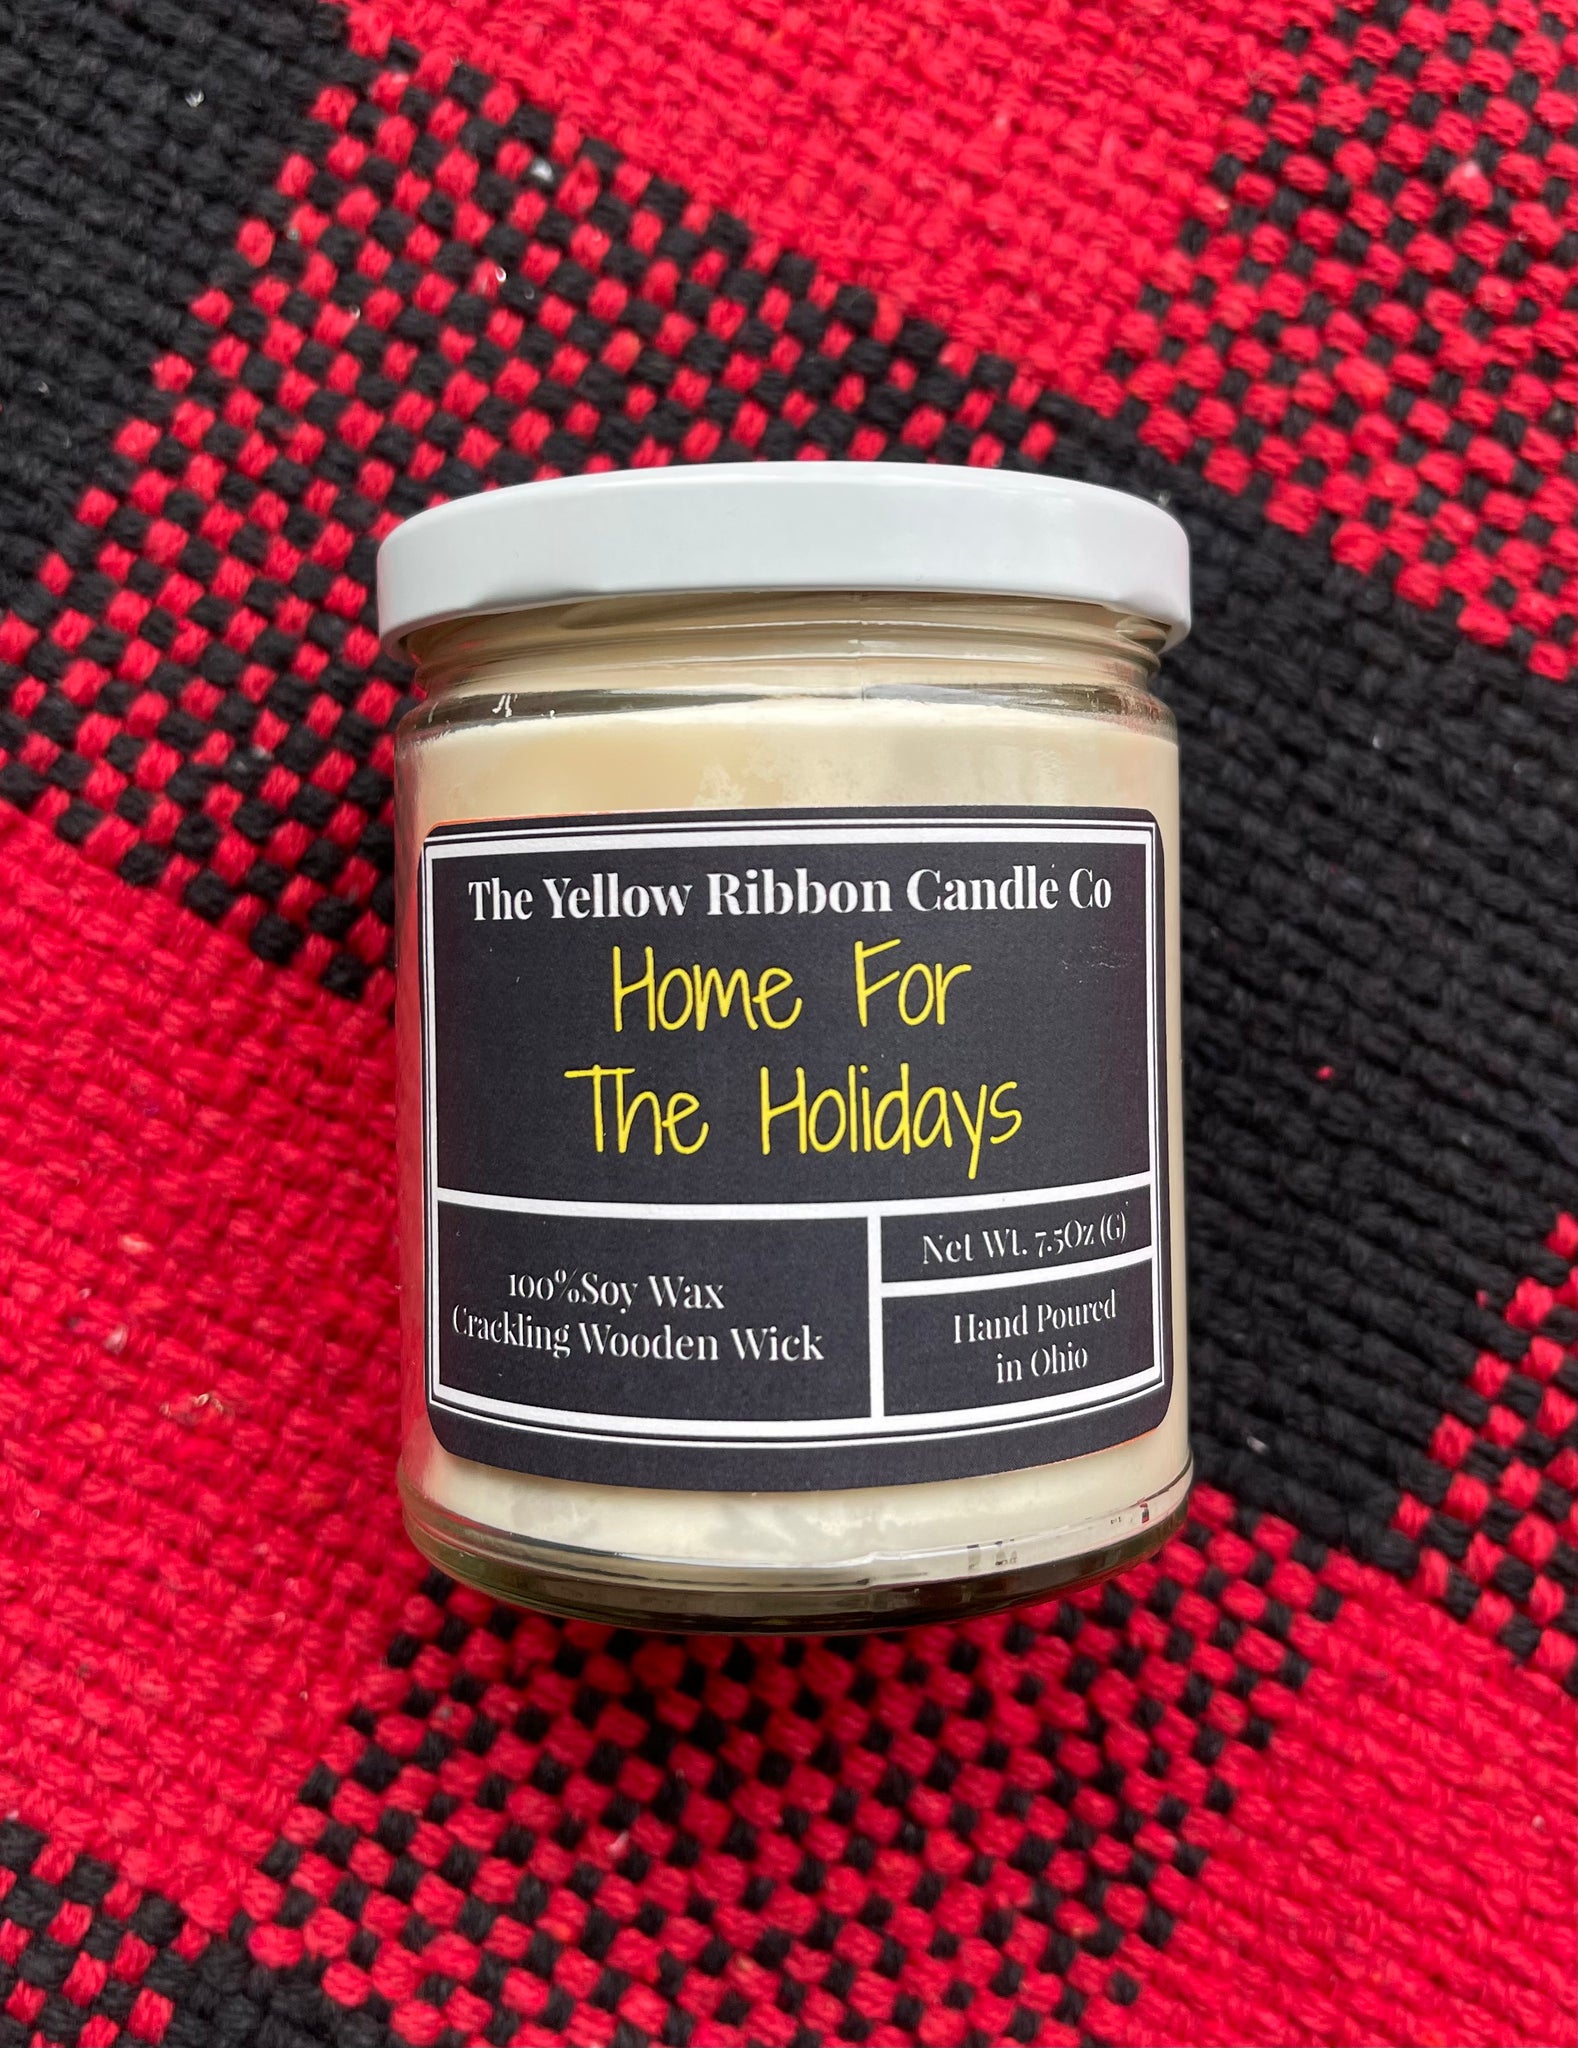 The Yellow Ribbon Candle Co
Home For
The Holidays
100%Soy Wax
Crackling Wooden Wick
Net Wt. 7.5Oz (G)
Hand Poured
in Ohio